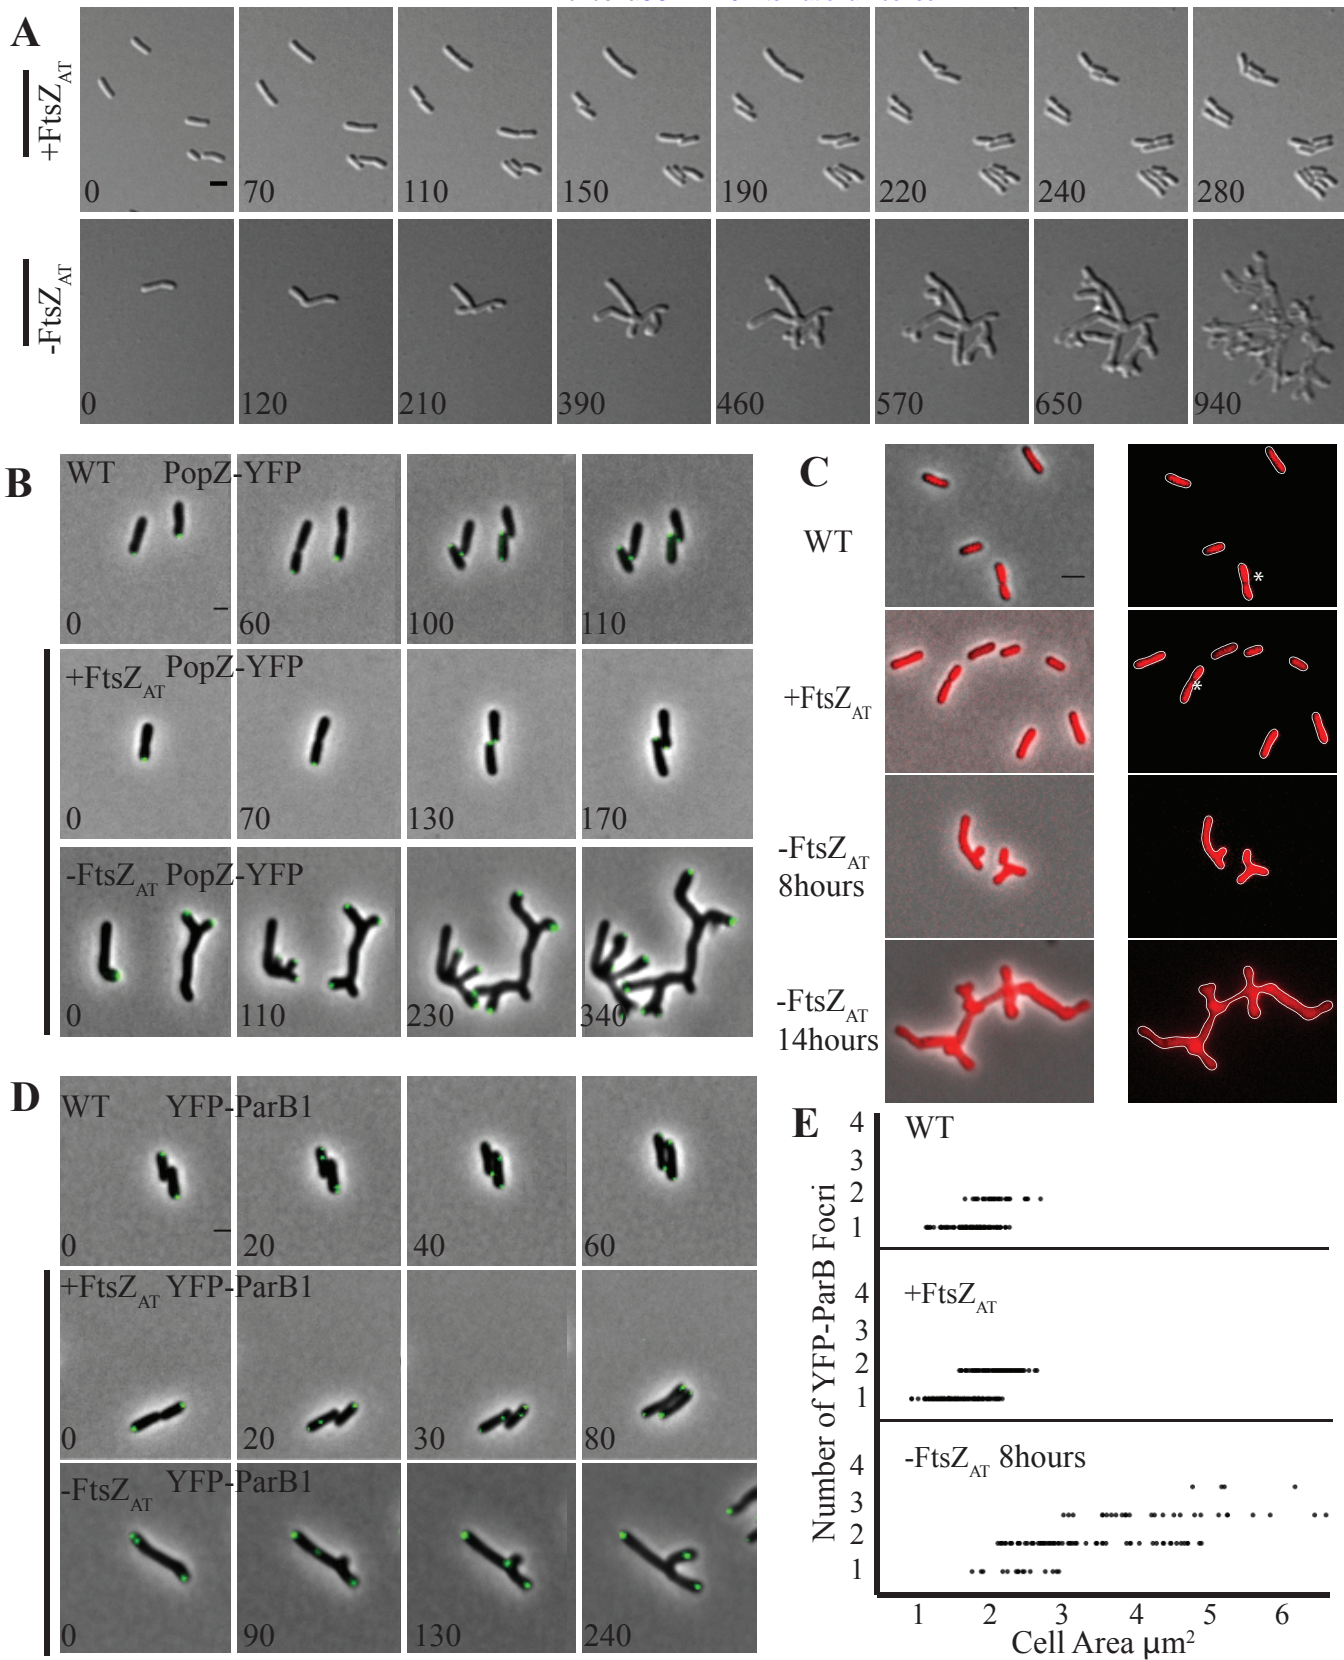 A
+FtsZAT
0
70
110
150
190
220
240
280
-FtsZAT
0
120
210
390
460
570
650
940
B
WT PopZ-YFP
0
60
100
110
+FtsZAT PopZ-YFP
0
70
130
170
-FtsZAT PopZ-YFP
0
110
230
340
C
WT
*
+FtsZAT
*
-FtsZAT
8hours
-FtsZAT
14hours
D
WT YFP-ParB1
0
20
40
60
+FtsZAT YFP-ParB1
0
20
30
80
-FtsZAT YFP-ParB1
0
90
130
240
E
Number of YFP-ParB Focri
WT
4
3
2
1
+FtsZAT
4
3
2
1
-FtsZAT 8hours
4
3
2
1
1 2 3 4 5 6
Cell Area µm²